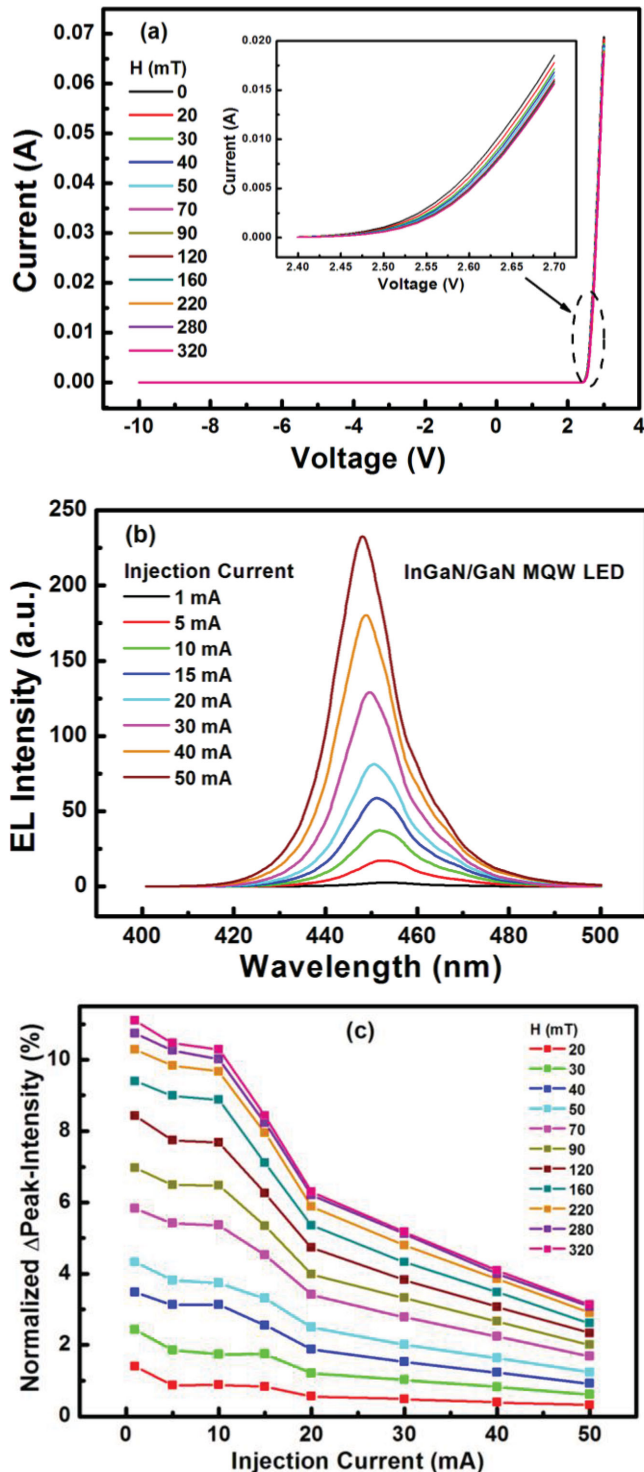 (a)
H (mT)
0
20
30
40
50
70
90
120
160
220
280
320
0.07
0.06
0.05
0.04
0.03
0.02
0.01
0.00
Current (A)
0.020
0.015
0.010
0.005
0.000
Current (A)
2.40 2.45 2.50 2.55 2.60 2.65 2.70
Voltage (V)
-10 -8 -6 -4 -2 0 2 4
Voltage (V)
(b)
Injection Current
InGaN/GaN MQW LED
1 mA
5 mA
10 mA
15 mA
20 mA
30 mA
40 mA
50 mA
250
200
150
100
50
0
EL Intensity (a.u.)
400 420 440 460 480 500
Wavelength (nm)
(c)
H (mT)
20
30
40
50
70
90
120
160
220
280
320
10
8
6
4
2
0
Normalized ΔPeak-Intensity (%)
0 10 20 30 40 50
Injection Current (mA)